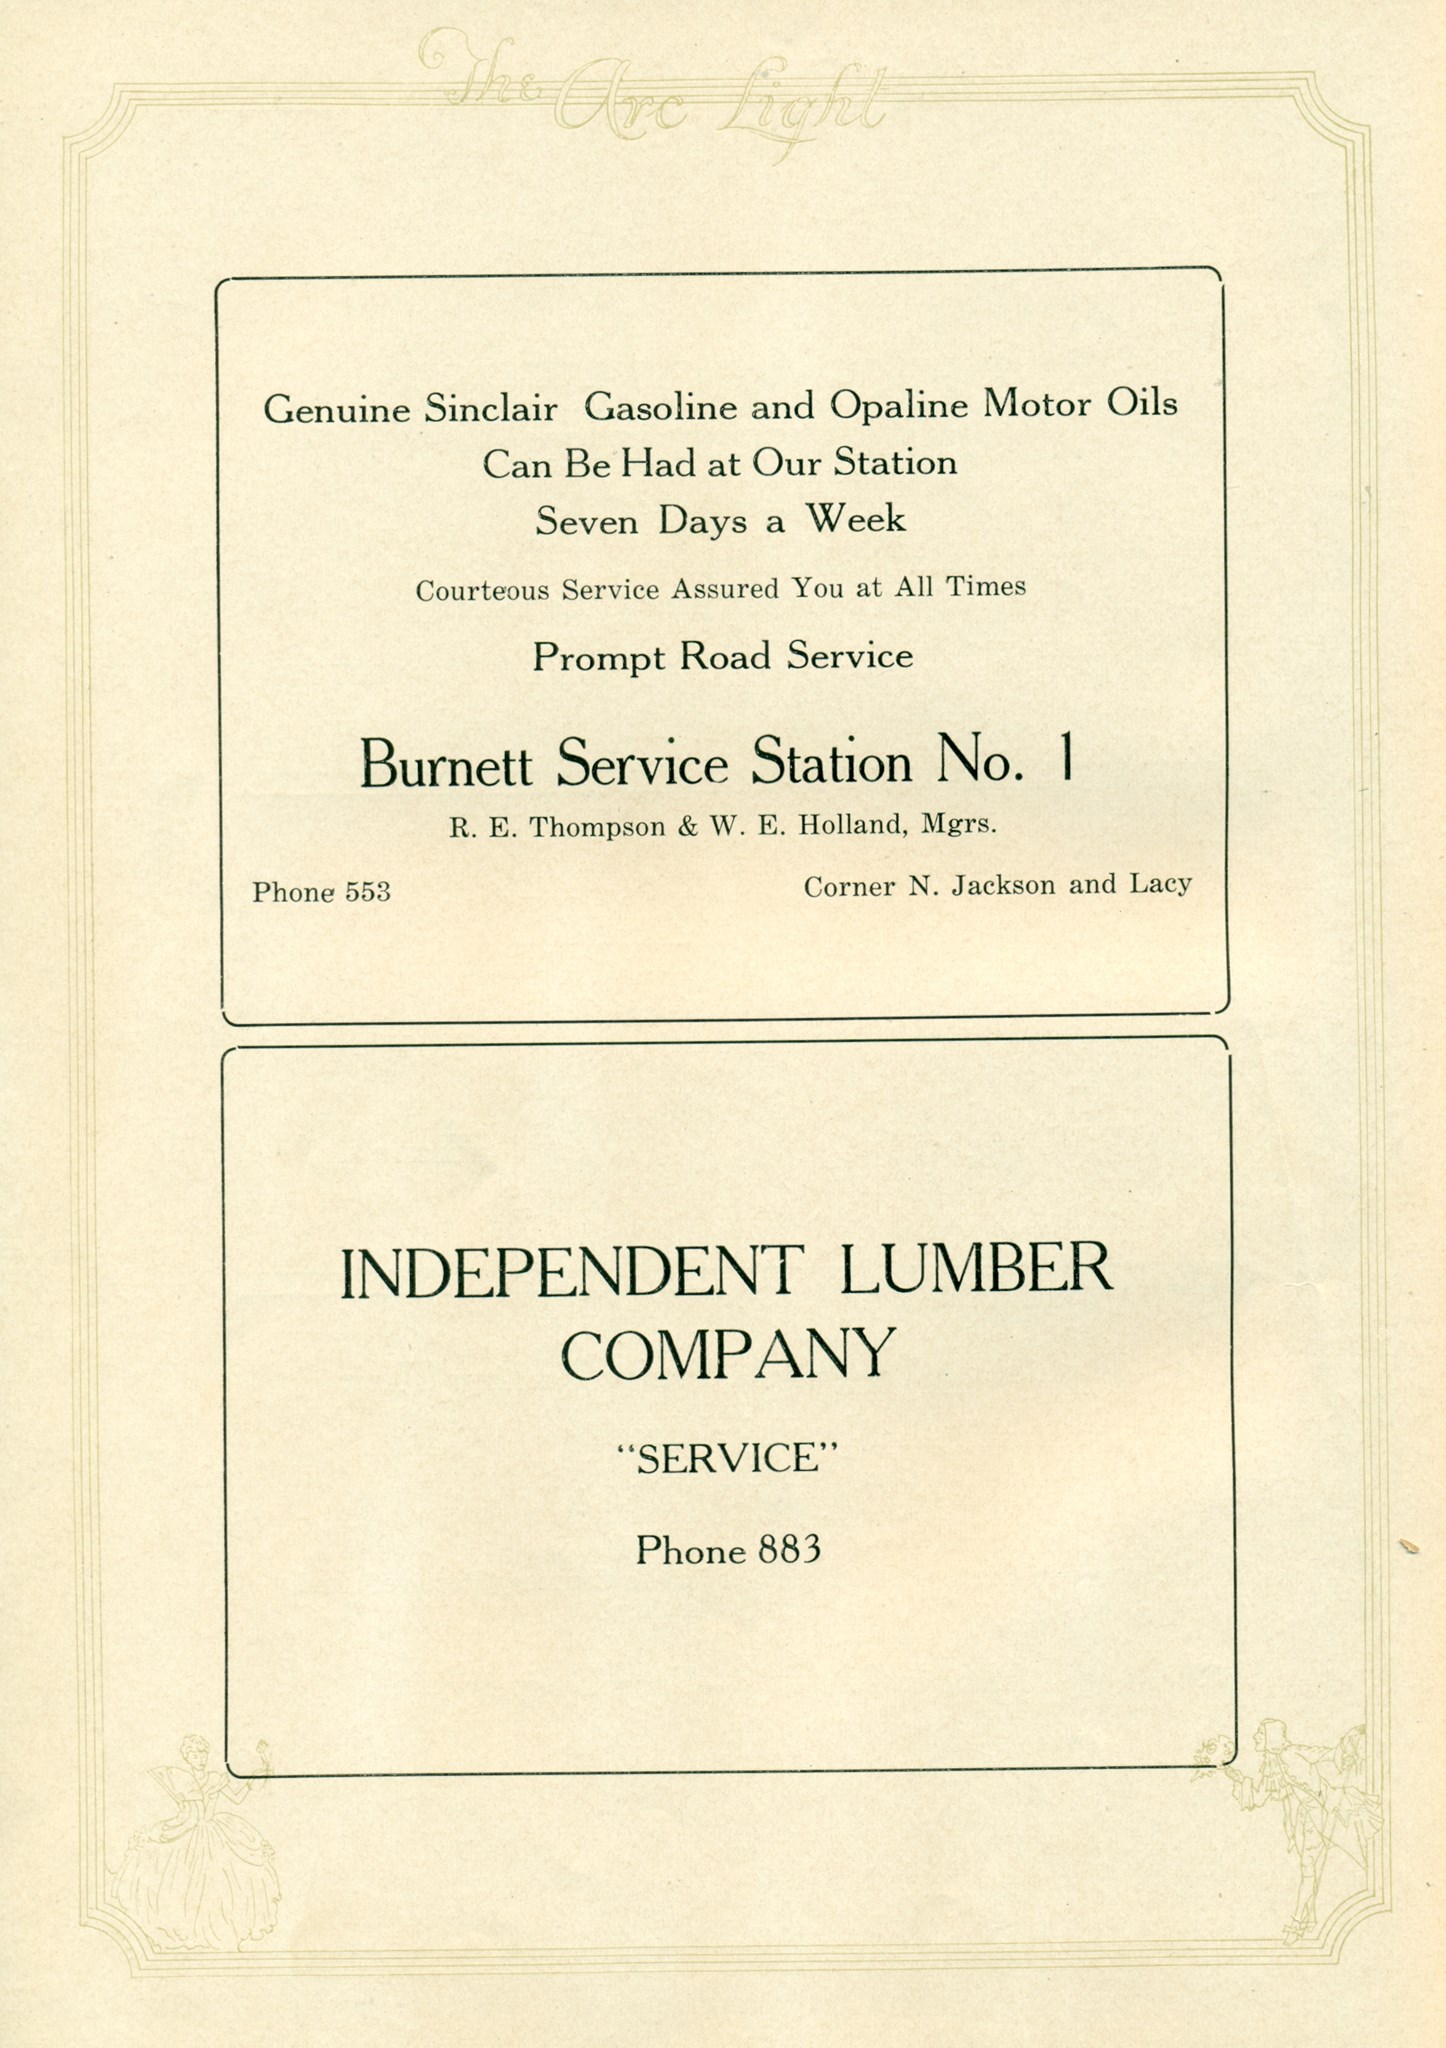 The Arc Light
Genuine Sinclair Gasoline and Opaline Motor Oils
Can Be Had at Our Station
Seven Days a Week
Courteous Service Assured You at All Times
Prompt Road Service
Burnett Service Station No. 1
R. E. Thompson & W. E. Holland, Mgrs.
Phone 553
Corner N. Jackson and Lacy
INDEPENDENT LUMBER
COMPANY
“SERVICE”
Phone 883